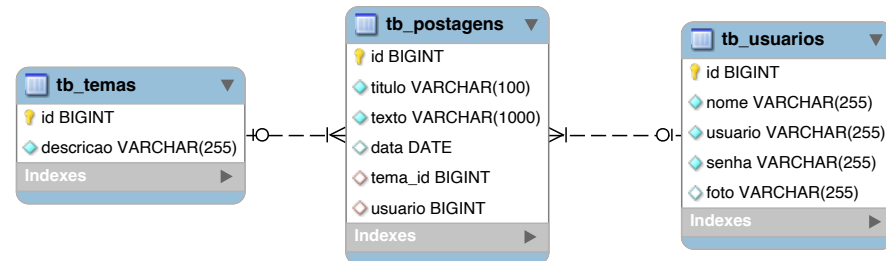 tb_temas
id BIGINT
descricao VARCHAR(255)
Indexes
tb_postagens
id BIGINT
titulo VARCHAR(100)
texto VARCHAR(1000)
data DATE
tema_id BIGINT
usuario BIGINT
Indexes
tb_usuarios
id BIGINT
nome VARCHAR(255)
usuario VARCHAR(255)
senha VARCHAR(255)
foto VARCHAR(255)
Indexes